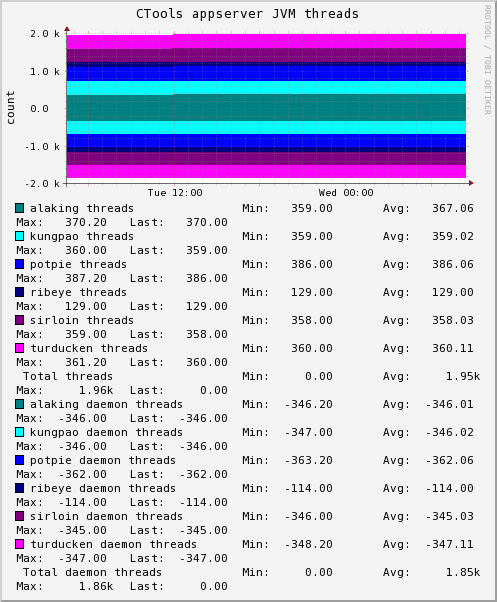 CTools appserver JVM threads
RRDTOOL / TOBI OETIKER
count
2.0 k
1.0 k
0.0
-1.0 k
-2.0 k
Tue 12:00 Wed 00:00
alaking threads Min: 359.00 Avg: 367.06
Max: 370.20 Last: 370.00
kungpao threads Min: 359.00 Avg: 359.02
Max: 360.00 Last: 359.00
potpie threads Min: 386.00 Avg: 386.06
Max: 387.20 Last: 386.00
ribeye threads Min: 129.00 Avg: 129.00
Max: 129.00 Last: 129.00
sirloin threads Min: 358.00 Avg: 358.03
Max: 359.00 Last: 358.00
turducken threads Min: 360.00 Avg: 360.11
Max: 361.20 Last: 360.00
Total threads Min: 0.00 Avg: 1.95k
Max: 1.96k Last: 0.00
alaking daemon threads Min: -346.20 Avg: -346.01
Max: -346.00 Last: -346.00
kungpao daemon threads Min: -347.00 Avg: -346.02
Max: -346.00 Last: -346.00
potpie daemon threads Min: -363.20 Avg: -362.06
Max: -362.00 Last: -362.00
ribeye daemon threads Min: -114.00 Avg: -114.00
Max: -114.00 Last: -114.00
sirloin daemon threads Min: -346.00 Avg: -345.03
Max: -345.00 Last: -345.00
turducken daemon threads Min: -348.20 Avg: -347.11
Max: -347.00 Last: -347.00
Total daemon threads Min: 0.00 Avg: 1.85k
Max: 1.86k Last: 0.00